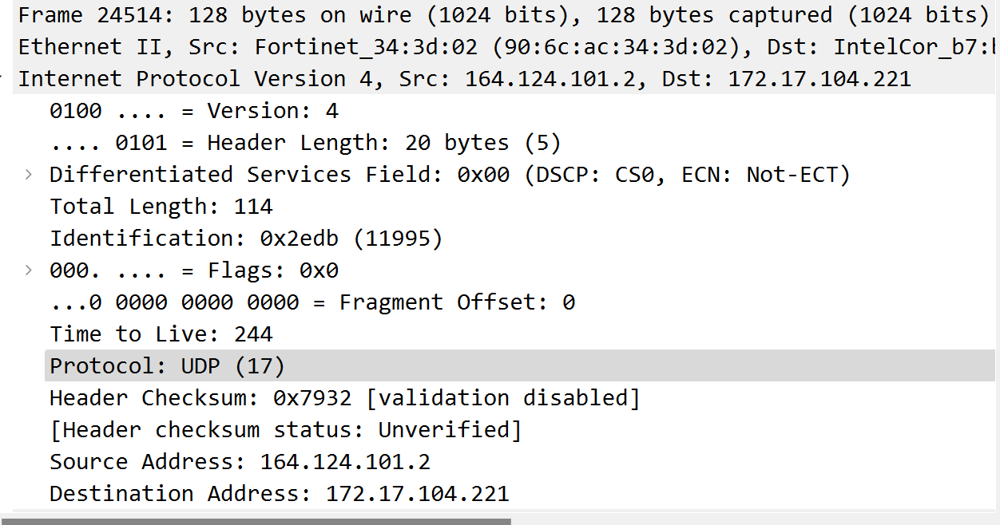 Frame 24514: 128 bytes on wire (1024 bits), 128 bytes captured (1024 bits)
Ethernet II, Src: Fortinet_34:3d:02 (90:6c:ac:34:3d:02), Dst: IntelCor_b7:
Internet Protocol Version 4, Src: 164.124.101.2, Dst: 172.17.104.221
0100 .... = Version: 4
.... 0101 = Header Length: 20 bytes (5)
Differentiated Services Field: 0x00 (DSCP: CS0, ECN: Not-ECT)
Total Length: 114
Identification: 0x2edb (11995)
000. .... = Flags: 0x0
...0 0000 0000 0000 = Fragment Offset: 0
Time to Live: 244
Protocol: UDP (17)
Header Checksum: 0x7932 [validation disabled]
[Header checksum status: Unverified]
Source Address: 164.124.101.2
Destination Address: 172.17.104.221